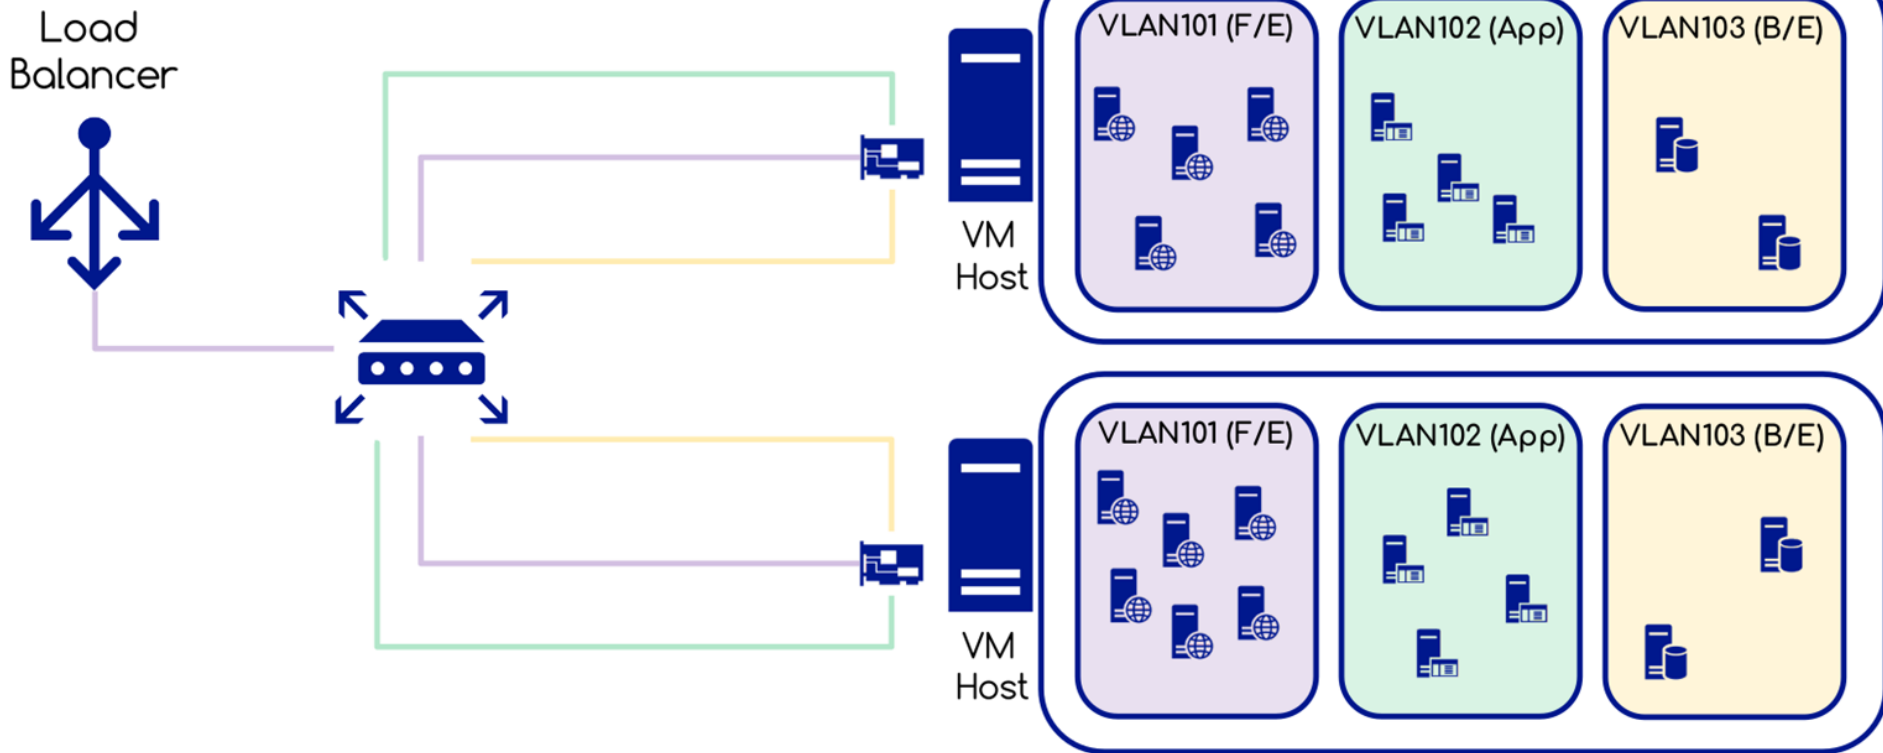 Load
Balancer
VM
Host
VLAN101 (F/E)
VLAN102 (App)
VLAN103 (B/E)
VM
Host
VLAN101 (F/E)
VLAN102 (App)
VLAN103 (B/E)